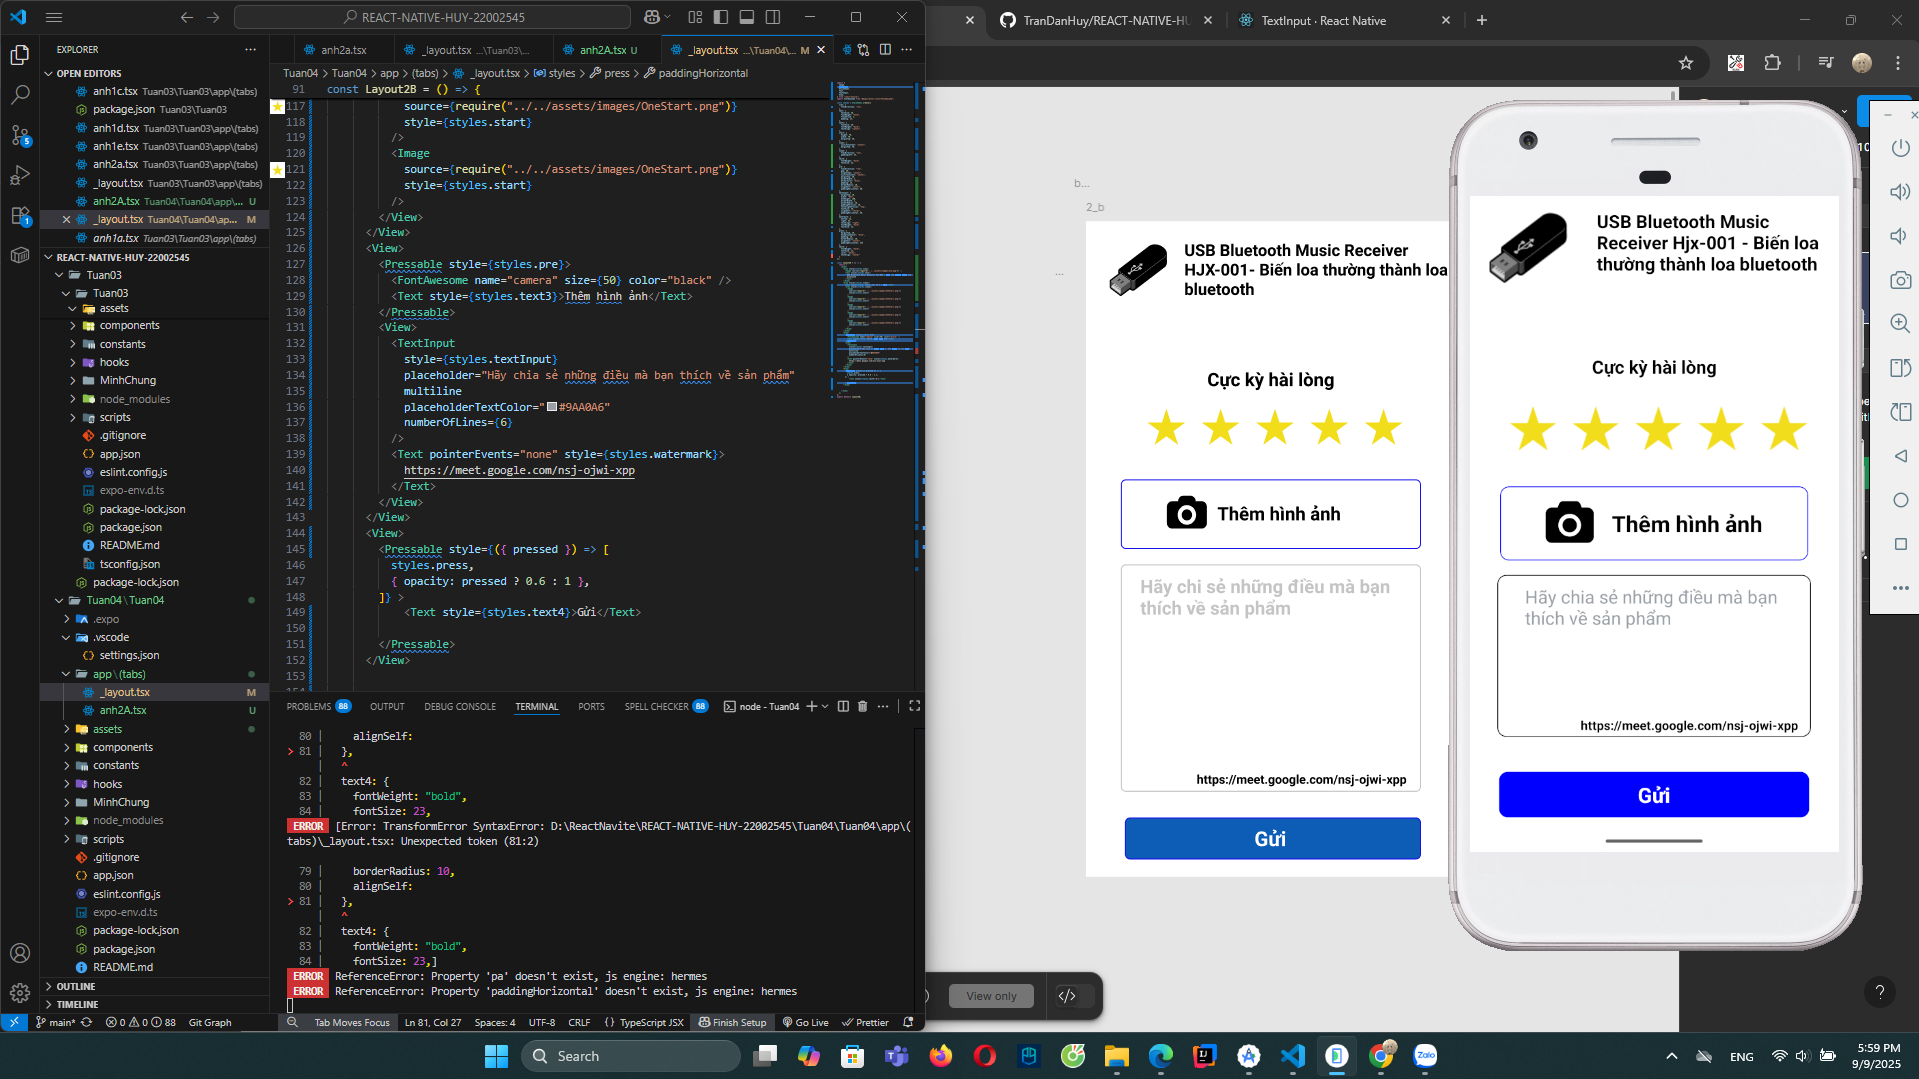 REACT-NATIVE-HUY-22002545
TranDanHuy/REACT-NATIVE-HU
TextInput · React Native
EXPLORER
anh2a.tsx
_layout.tsx ...\Tuan03\...
anh2A.tsx U
_layout.tsx ...\Tuan04\... M
OPEN EDITORS
Tuan04 > Tuan04 > app > (tabs) > _layout.tsx > styles > press > paddingHorizontal
anh1c.tsx Tuan03\Tuan03\app\(tabs)
package.json Tuan03\Tuan03
anh1d.tsx Tuan03\Tuan03\app\(tabs)
anh1e.tsx Tuan03\Tuan03\app\(tabs)
anh2a.tsx Tuan03\Tuan03\app\(tabs)
_layout.tsx Tuan03\Tuan03\app\(tabs)
anh2A.tsx Tuan04\Tuan04\app\... U
_layout.tsx Tuan04\Tuan04\ap... M
anh1a.tsx Tuan03\Tuan03\app\(tabs)
REACT-NATIVE-HUY-22002545
Tuan03
Tuan03
assets
components
constants
hooks
MinhChung
node_modules
scripts
.gitignore
app.json
eslint.config.js
expo-env.d.ts
package-lock.json
package.json
README.md
tsconfig.json
package-lock.json
Tuan04\Tuan04
.expo
.vscode
settings.json
app\(tabs)
_layout.tsx M
anh2A.tsx U
assets
components
constants
hooks
MinhChung
node_modules
scripts
.gitignore
app.json
eslint.config.js
expo-env.d.ts
package-lock.json
package.json
README.md
OUTLINE
TIMELINE
91 const Layout2B = () => {
117 source={require("../../assets/images/OneStart.png")}
118 style={styles.start}
119 />
120 <Image
121 source={require("../../assets/images/OneStart.png")}
122 style={styles.start}
123 />
124 </View>
125 </View>
126 <View>
127 <Pressable style={styles.pre}>
128 <FontAwesome name="camera" size={50} color="black" />
129 <Text style={styles.text3}>Thêm hình ảnh</Text>
130 </Pressable>
131 <View>
132 <TextInput
133 style={styles.textInput}
134 placeholder="Hãy chia sẻ những điều mà bạn thích về sản phẩm"
135 multiline
136 placeholderTextColor="#9AA0A6"
137 numberOfLines={6}
138 />
139 <Text pointerEvents="none" style={styles.watermark}>
140 https://meet.google.com/nsj-ojwi-xpp
141 </Text>
142 </View>
143 </View>
144 <View>
145 <Pressable style={({ pressed }) => [
146 styles.press,
147 { opacity: pressed ? 0.6 : 1 },
148 ]} >
149 <Text style={styles.text4}>Gửi</Text>
150
151 </Pressable>
152 </View>
153
PROBLEMS 88 OUTPUT DEBUG CONSOLE TERMINAL PORTS SPELL CHECKER 88 node - Tuan04
80 | alignSelf:
> 81 | },
| ^
82 | text4: {
83 | fontWeight: "bold",
84 | fontSize: 23,
ERROR [Error: TransformError SyntaxError: D:\ReactNavite\REACT-NATIVE-HUY-22002545\Tuan04\Tuan04\app\(
tabs)\_layout.tsx: Unexpected token (81:2)
79 | borderRadius: 10,
80 | alignSelf:
> 81 | },
| ^
82 | text4: {
83 | fontWeight: "bold",
84 | fontSize: 23,]
ERROR ReferenceError: Property 'pa' doesn't exist, js engine: hermes
ERROR ReferenceError: Property 'paddingHorizontal' doesn't exist, js engine: hermes
main* 0 0 88 Git Graph Tab Moves Focus Ln 81, Col 27 Spaces: 4 UTF-8 CRLF {} TypeScript JSX Finish Setup Go Live Prettier
b...
2_b
...
USB Bluetooth Music Receiver
HJX-001- Biến loa thường thành loa
bluetooth
Cực kỳ hài lòng
Thêm hình ảnh
Hãy chi sẻ những điều mà bạn
thích về sản phẩm
https://meet.google.com/nsj-ojwi-xpp
Gửi
View only
USB Bluetooth Music
Receiver Hjx-001 - Biến loa
thường thành loa bluetooth
Cực kỳ hài lòng
Thêm hình ảnh
Hãy chia sẻ những điều mà bạn
thích về sản phẩm
https://meet.google.com/nsj-ojwi-xpp
Gửi
?
Search
ENG
5:59 PM
9/9/2025